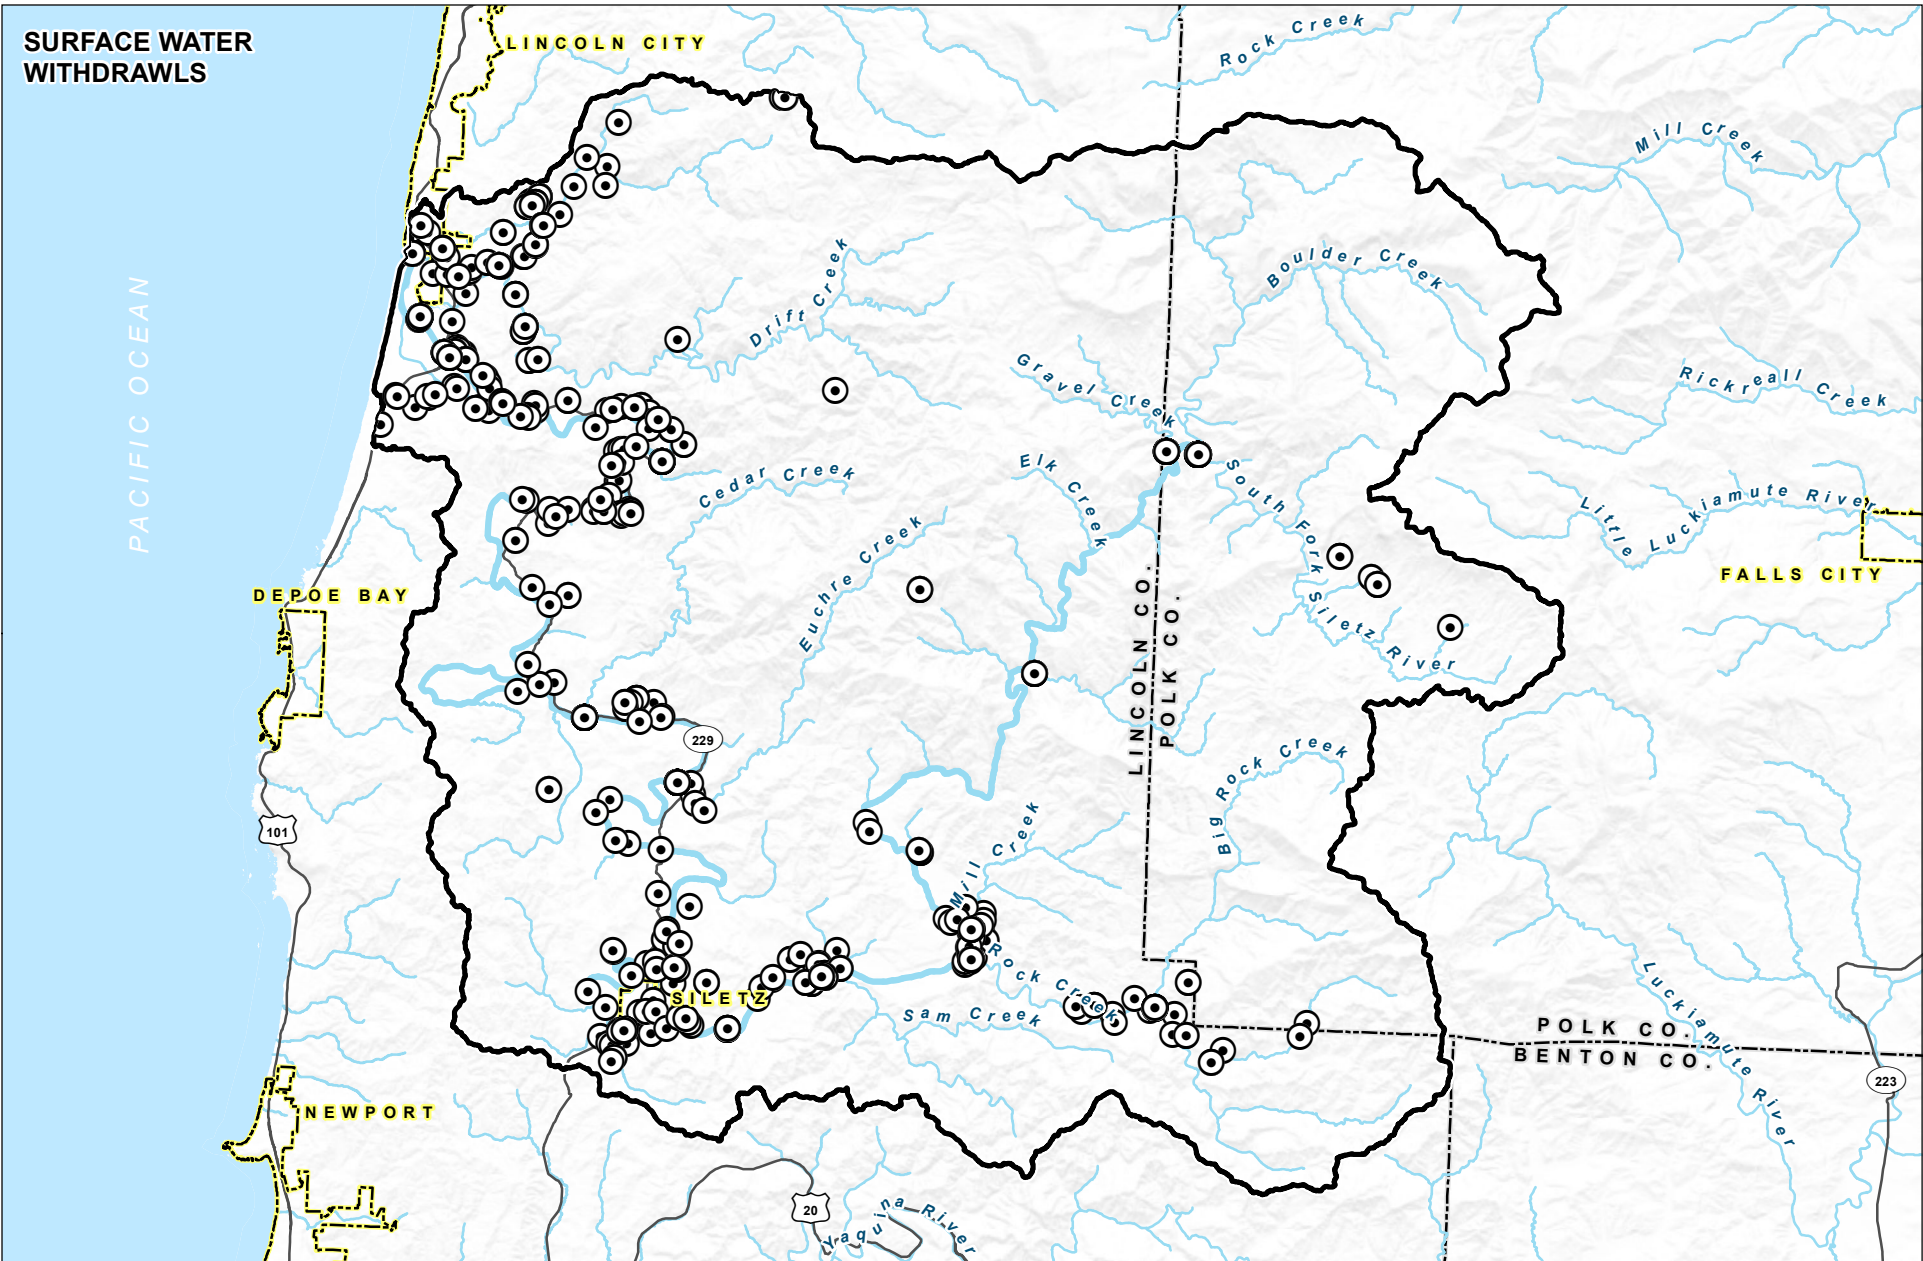 SURFACE WATER
WITHDRAWLS
LINCOLN CITY
Rock Creek
Mill Creek
PACIFIC OCEAN
Drift Creek
Boulder Creek
Gravel Creek
Rickreall Creek
Cedar Creek
Elk Creek
South Fork Siletz River
Little Luckiamute River
FALLS CITY
DEPOE BAY
Euchre Creek
LINCOLN CO.
POLK CO.
229
Big Rock Creek
101
Mill Creek
Rock Creek
SILETZ
Sam Creek
Luckiamute River
POLK CO.
BENTON CO.
223
NEWPORT
20
Yaquina River